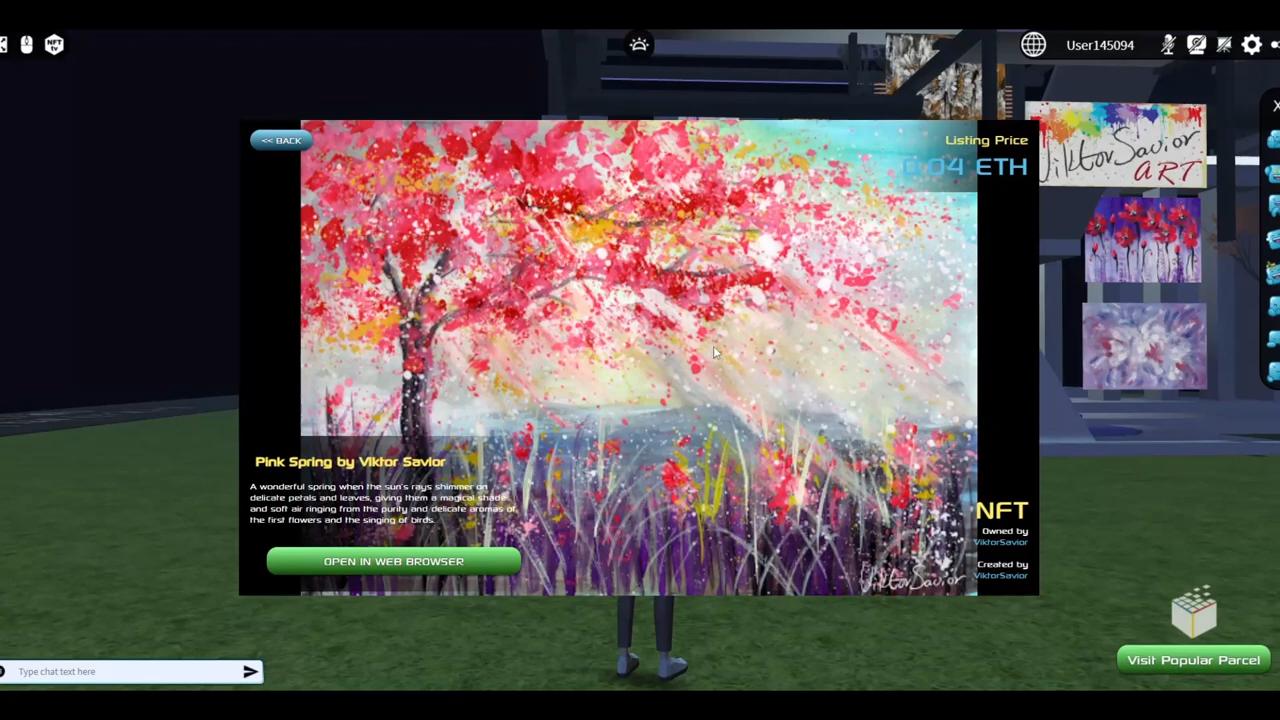 NFT
tv
User145094
<< BACK
Listing Price
0.04 ETH
ViktorSavior
ART
Pink Spring by Viktor Savior
A wonderful spring when the sun's rays shimmer on
delicate petals and leaves, giving them a magical shade
and soft air ringing from the purity and delicate aromas of
the first flowers and the singing of birds.
OPEN IN WEB BROWSER
NFT
Owned by
ViktorSavior
Created by
ViktorSavior
ViktorSavior
Type chat text here
Visit Popular Parcel